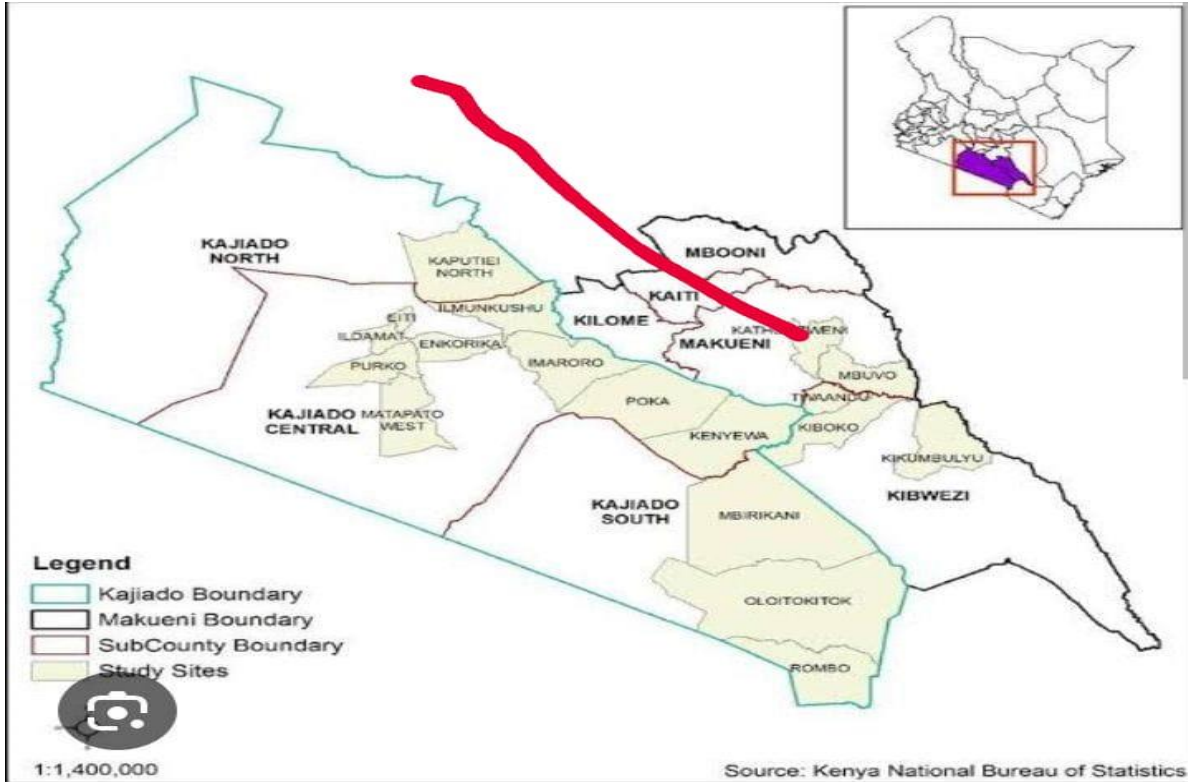 KAJIADO
NORTH
KAPUTIEI
NORTH
MBOONI
KAITI
KILOME
ILMUNKUSHU
EITI
ILDAMAT
ENKORIKA
PURKO
IMARORO
MAKUENI
MBUVO
POKA
KAJIADO
CENTRAL
MATAPATO
WEST
KENYEWA
KIBOKO
KIKUMBULYU
KIBWEZI
KAJIADO
SOUTH
MBIRIKANI
OLOITOKITOK
ROMBO
Legend
Kajiado Boundary
Makueni Boundary
SubCounty Boundary
Study Sites
1:1,400,000
Source: Kenya National Bureau of Statistics